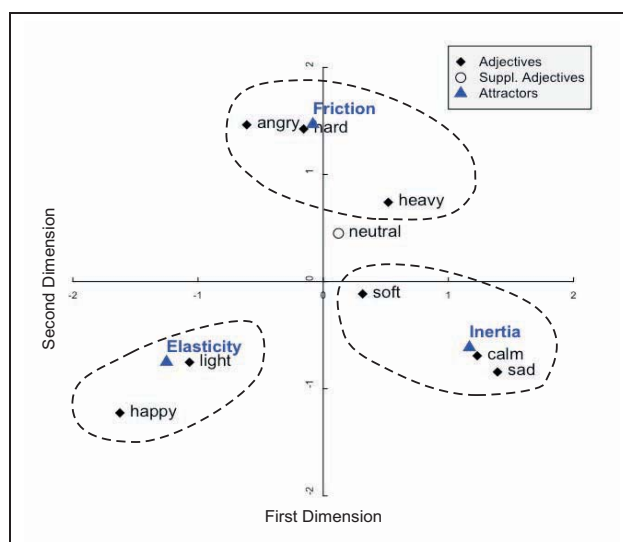 Adjectives
Suppl. Adjectives
Attractors
2
Friction
angry
hard
1
heavy
neutral
0
-2
-1
0
1
2
soft
Second Dimension
Inertia
Elasticity
light
calm
sad
-1
happy
-2
First Dimension